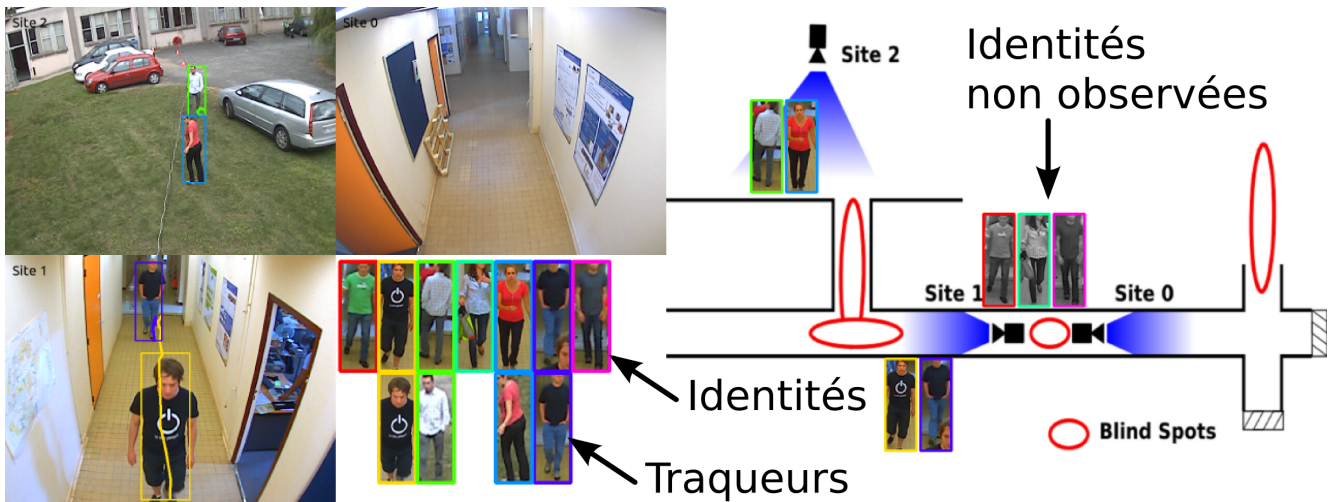 Site 2
Site 0
Site 1
Identités
Traqueurs
Site 2
Identités
non observées
Site 1
Site 0
Blind Spots